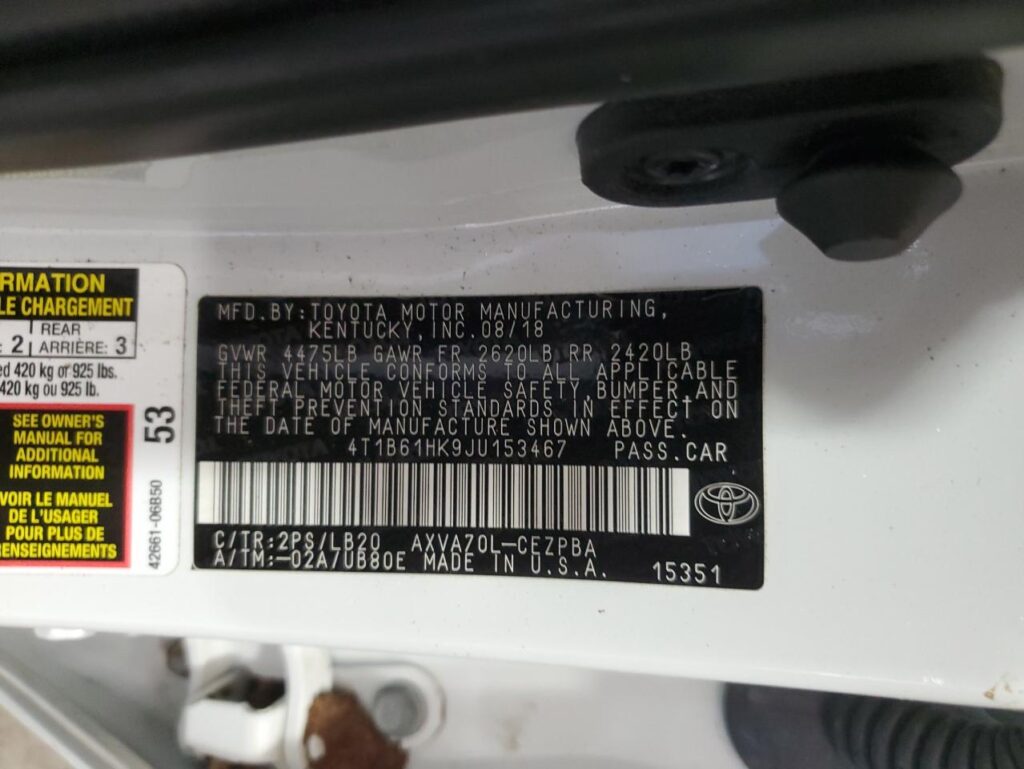 RMATION
LE CHARGEMENT
REAR
: 2 ARRIÈRE: 3
ed 420 kg or 925 lbs.
420 kg ou 925 lb.
SEE OWNER'S
MANUAL FOR
ADDITIONAL
INFORMATION
VOIR LE MANUEL
DE L'USAGER
POUR PLUS DE
RENSEIGNEMENTS
53
42661-06B50
MFD.BY:TOYOTA MOTOR MANUFACTURING,
KENTUCKY, INC.08/18
GVWR 4475LB GAWR FR 2620LB RR 2420LB
THIS VEHICLE CONFORMS TO ALL APPLICABLE
FEDERAL MOTOR VEHICLE SAFETY, BUMPER, AND
THEFT PREVENTION STANDARDS IN EFFECT ON
THE DATE OF MANUFACTURE SHOWN ABOVE.
4T1B61HK9JU153467 PASS.CAR
C/TR:2PS/LB20 AXVA70L-CEZPBA
A/TM:-02A/UB80E MADE IN U.S.A. 15351